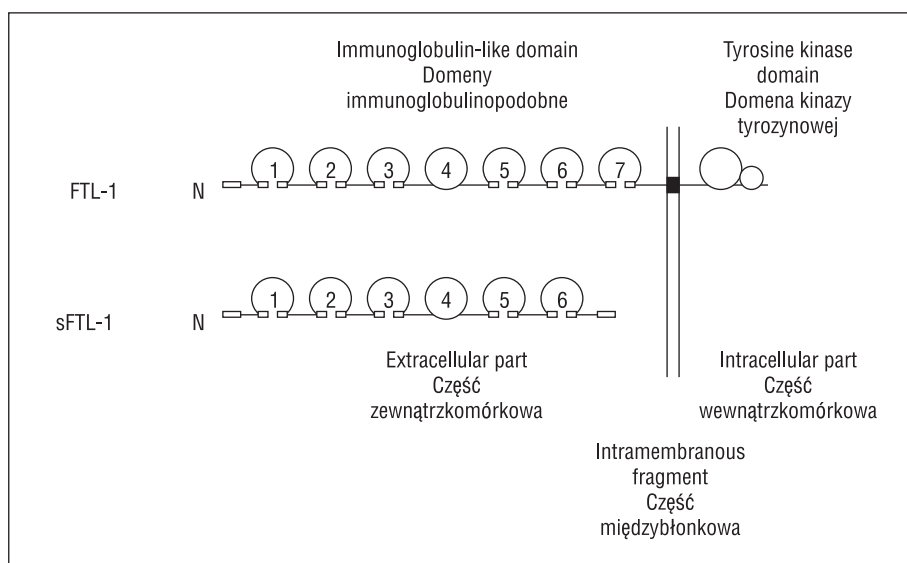 Immunoglobulin-like domain
Domeny
immunoglobulinopodobne
Tyrosine kinase
domain
Domena kinazy
tyrozynowej
FTL-1 N 1 2 3 4 5 6 7
sFTL-1 N 1 2 3 4 5 6
Extracellular part
Część
zewnątrzkomórkowa
Intracellular part
Część
wewnątrzkomórkowa
Intramembranous
fragment
Część
międzybłonkowa